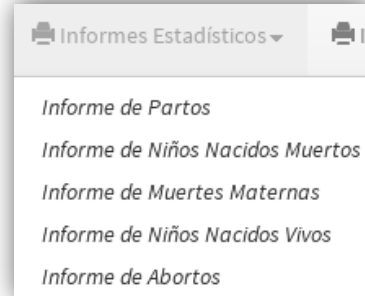 Informes Estadísticos
Informe de Partos
Informe de Niños Nacidos Muertos
Informe de Muertes Maternas
Informe de Niños Nacidos Vivos
Informe de Abortos